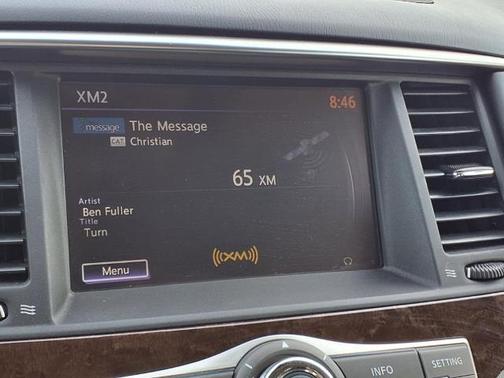 XM2
8:46
message The Message
CAT Christian
65 XM
Artist
Ben Fuller
Title
Turn
((XM))
Menu
INFO
SETTING